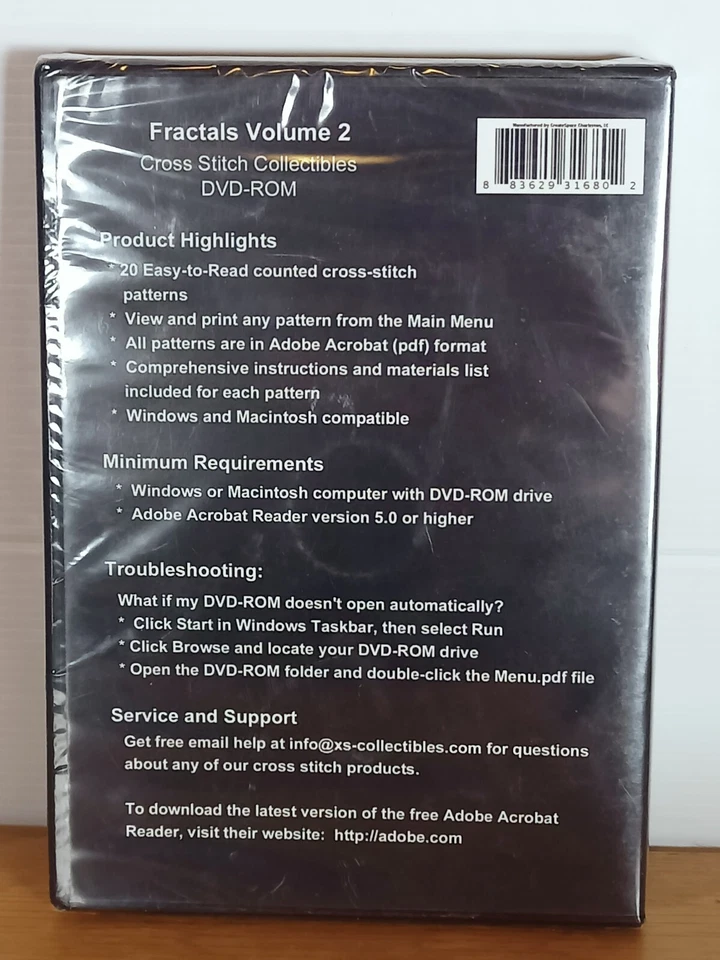 Fractals Volume 2
Cross Stitch Collectibles
DVD-ROM
Manufactured by CreateSpace Charleston, SC
8 83629 31680 2
Product Highlights
* 20 Easy-to-Read counted cross-stitch
patterns
* View and print any pattern from the Main Menu
* All patterns are in Adobe Acrobat (pdf) format
* Comprehensive instructions and materials list
included for each pattern
* Windows and Macintosh compatible
Minimum Requirements
* Windows or Macintosh computer with DVD-ROM drive
* Adobe Acrobat Reader version 5.0 or higher
Troubleshooting:
What if my DVD-ROM doesn't open automatically?
* Click Start in Windows Taskbar, then select Run
* Click Browse and locate your DVD-ROM drive
* Open the DVD-ROM folder and double-click the Menu.pdf file
Service and Support
Get free email help at info@xs-collectibles.com for questions
about any of our cross stitch products.
To download the latest version of the free Adobe Acrobat
Reader, visit their website: http://adobe.com